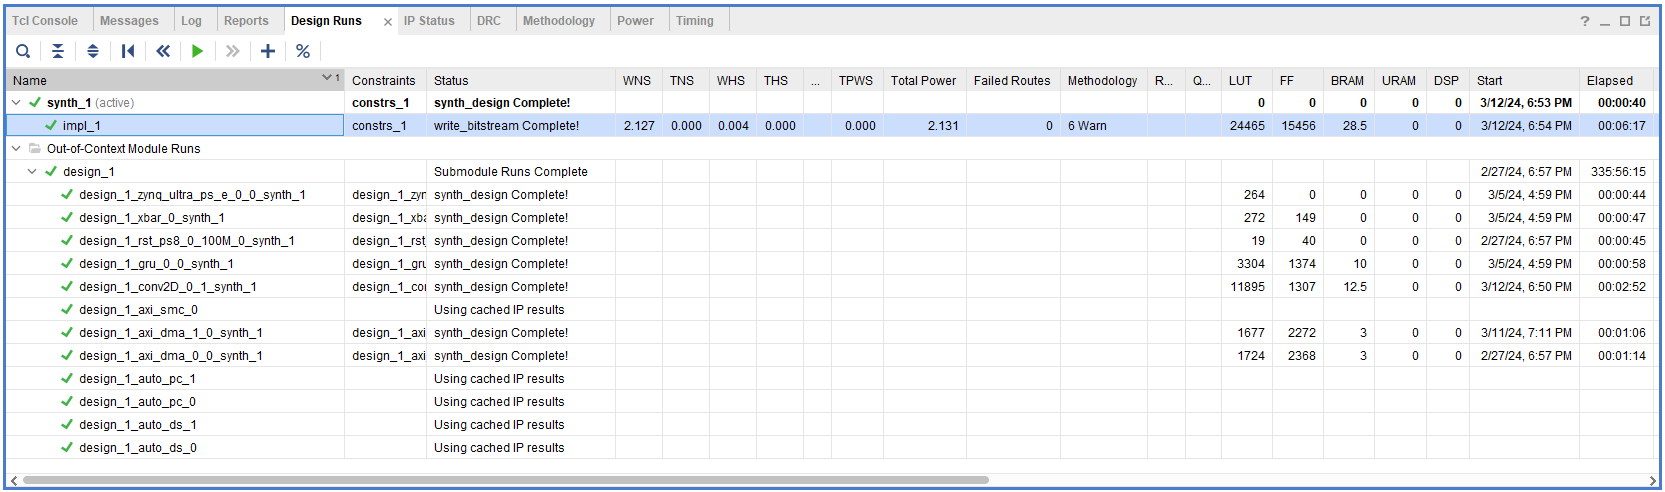 Tcl Console Messages Log Reports Design Runs × IP Status DRC Methodology Power Timing ? _
%
Name 1 Constraints Status WNS TNS WHS THS ... TPWS Total Power Failed Routes Methodology R... Q... LUT FF BRAM URAM DSP Start Elapsed
synth_1 (active) constrs_1 synth_design Complete! 0 0 0 0 0 3/12/24, 6:53 PM 00:00:40
impl_1 constrs_1 write_bitstream Complete! 2.127 0.000 0.004 0.000 0.000 2.131 0 6 Warn 24465 15456 28.5 0 0 3/12/24, 6:54 PM 00:06:17
Out-of-Context Module Runs
design_1 Submodule Runs Complete 2/27/24, 6:57 PM 335:56:15
design_1_zynq_ultra_ps_e_0_0_synth_1 design_1_zyn synth_design Complete! 264 0 0 0 0 3/5/24, 4:59 PM 00:00:44
design_1_xbar_0_synth_1 design_1_xba synth_design Complete! 272 149 0 0 0 3/5/24, 4:59 PM 00:00:47
design_1_rst_ps8_0_100M_0_synth_1 design_1_rst_ synth_design Complete! 19 40 0 0 0 2/27/24, 6:57 PM 00:00:45
design_1_gru_0_0_synth_1 design_1_gru synth_design Complete! 3304 1374 10 0 0 3/5/24, 4:59 PM 00:00:58
design_1_conv2D_0_1_synth_1 design_1_co synth_design Complete! 11895 1307 12.5 0 0 3/12/24, 6:50 PM 00:02:52
design_1_axi_smc_0 Using cached IP results
design_1_axi_dma_1_0_synth_1 design_1_axi synth_design Complete! 1677 2272 3 0 0 3/11/24, 7:11 PM 00:01:06
design_1_axi_dma_0_0_synth_1 design_1_axi synth_design Complete! 1724 2368 3 0 0 2/27/24, 6:57 PM 00:01:14
design_1_auto_pc_1 Using cached IP results
design_1_auto_pc_0 Using cached IP results
design_1_auto_ds_1 Using cached IP results
design_1_auto_ds_0 Using cached IP results